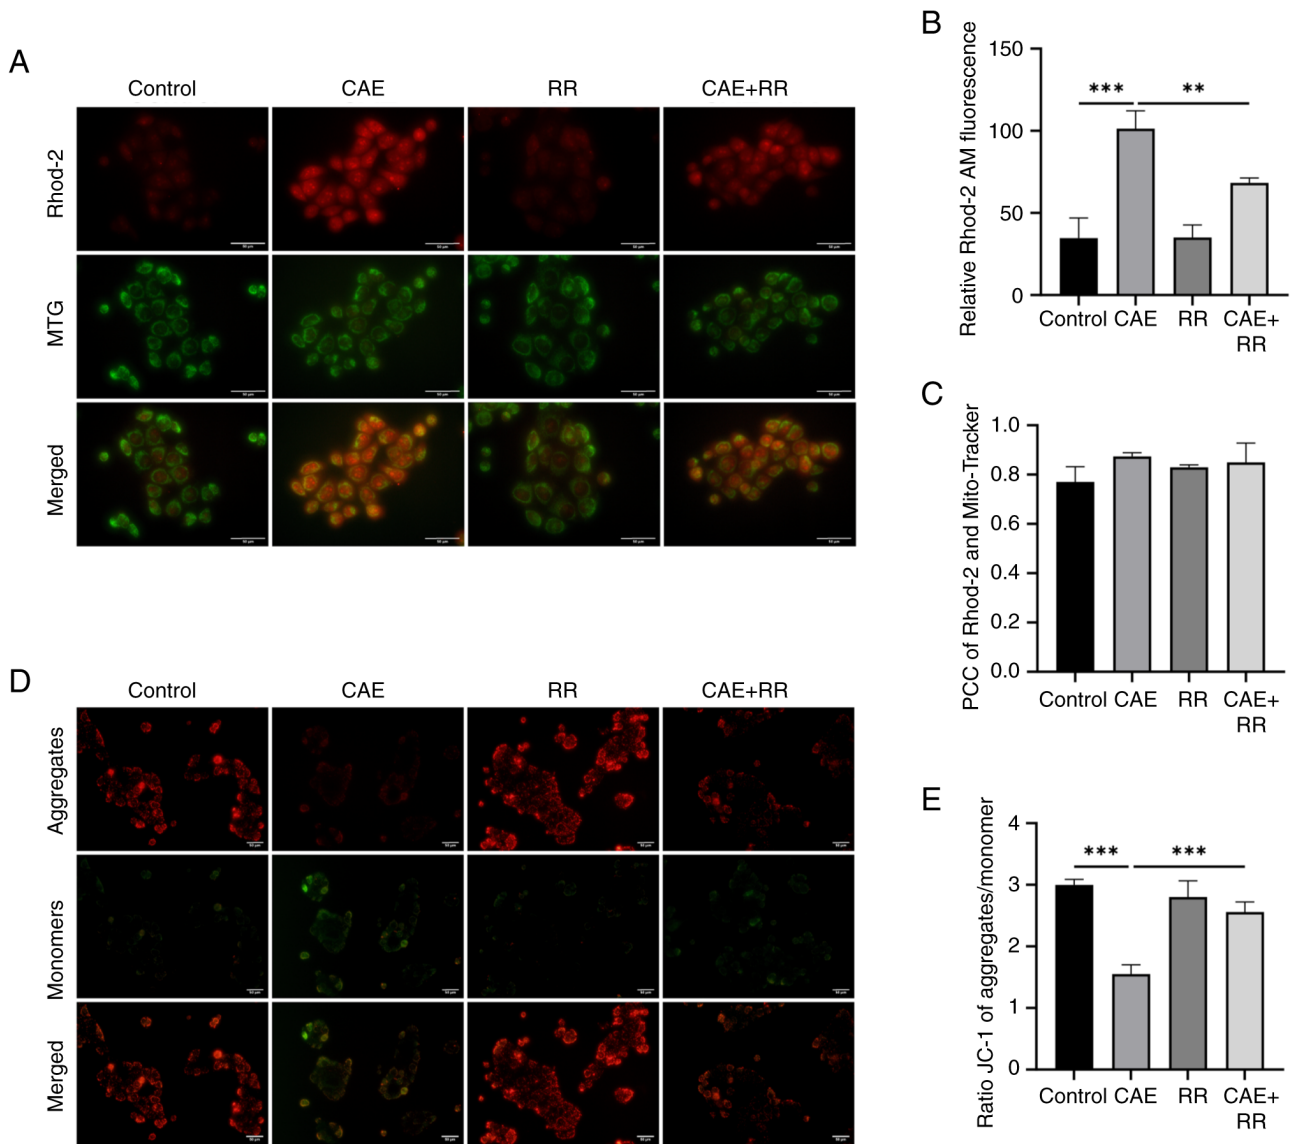 A
Control CAE RR CAE+RR
Rhod-2
MTG
Merged
B
Relative Rhod-2 AM fluorescence
150
100
50
0
*** **
Control CAE RR CAE+
RR
C
PCC of Rhod-2 and Mito-Tracker
1.0
0.8
0.6
0.4
0.2
0.0
Control CAE RR CAE+
RR
D
Control CAE RR CAE+RR
Aggregates
Monomers
Merged
E
Ratio JC-1 of aggregates/monomer
4
3
2
1
0
*** ***
Control CAE RR CAE+
RR